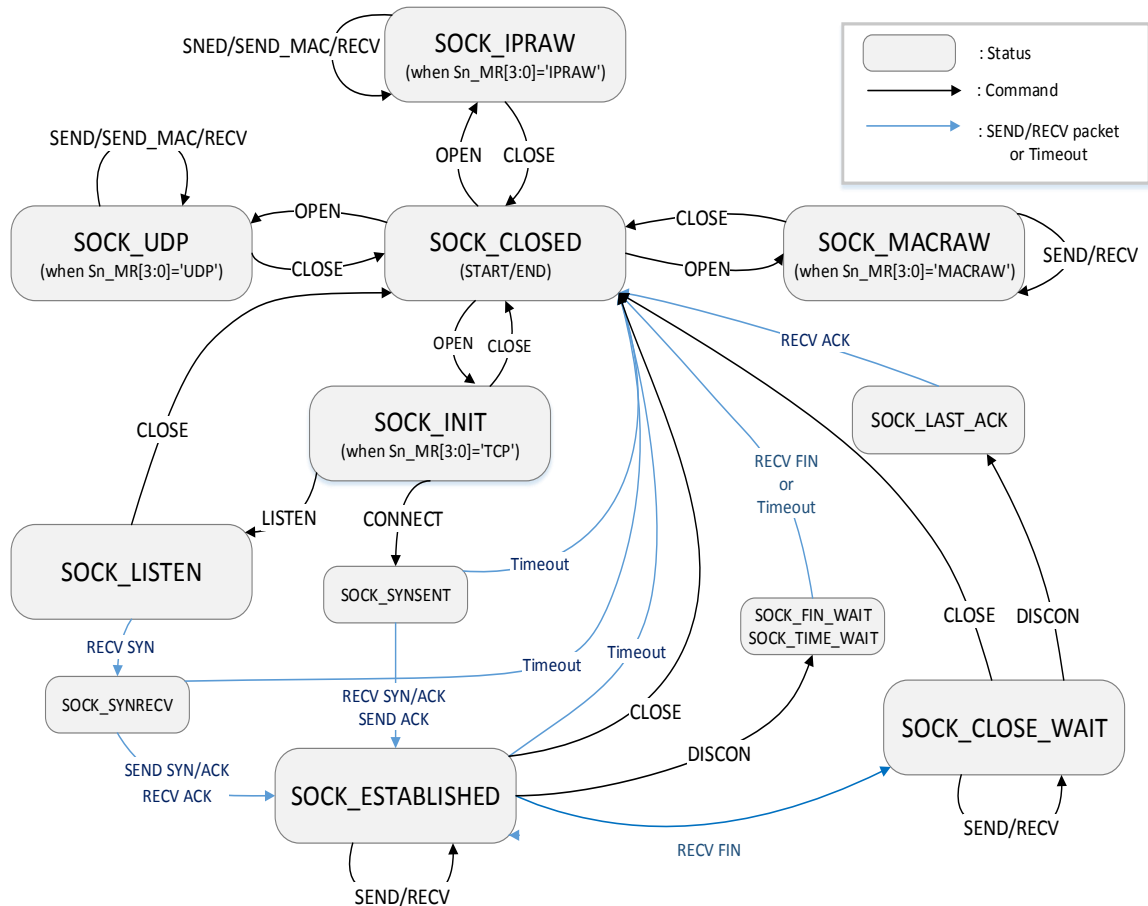 SNED/SEND_MAC/RECV
SOCK_IPRAW
(when Sn_MR[3:0]='IPRAW')
: Status
: Command
: SEND/RECV packet
or Timeout
SEND/SEND_MAC/RECV
OPEN
CLOSE
OPEN
SOCK_UDP
(when Sn_MR[3:0]='UDP')
CLOSE
SOCK_CLOSED
(START/END)
CLOSE
OPEN
SOCK_MACRAW
(when Sn_MR[3:0]='MACRAW')
SEND/RECV
OPEN
CLOSE
RECV ACK
SOCK_INIT
(when Sn_MR[3:0]='TCP')
SOCK_LAST_ACK
CLOSE
RECV FIN
or
Timeout
LISTEN
CONNECT
SOCK_LISTEN
Timeout
SOCK_SYNSENT
SOCK_FIN_WAIT
SOCK_TIME_WAIT
CLOSE
DISCON
RECV SYN
Timeout
Timeout
SOCK_SYNRECV
RECV SYN/ACK
SEND ACK
CLOSE
SOCK_CLOSE_WAIT
DISCON
SEND SYN/ACK
RECV ACK
SOCK_ESTABLISHED
SEND/RECV
RECV FIN
SEND/RECV